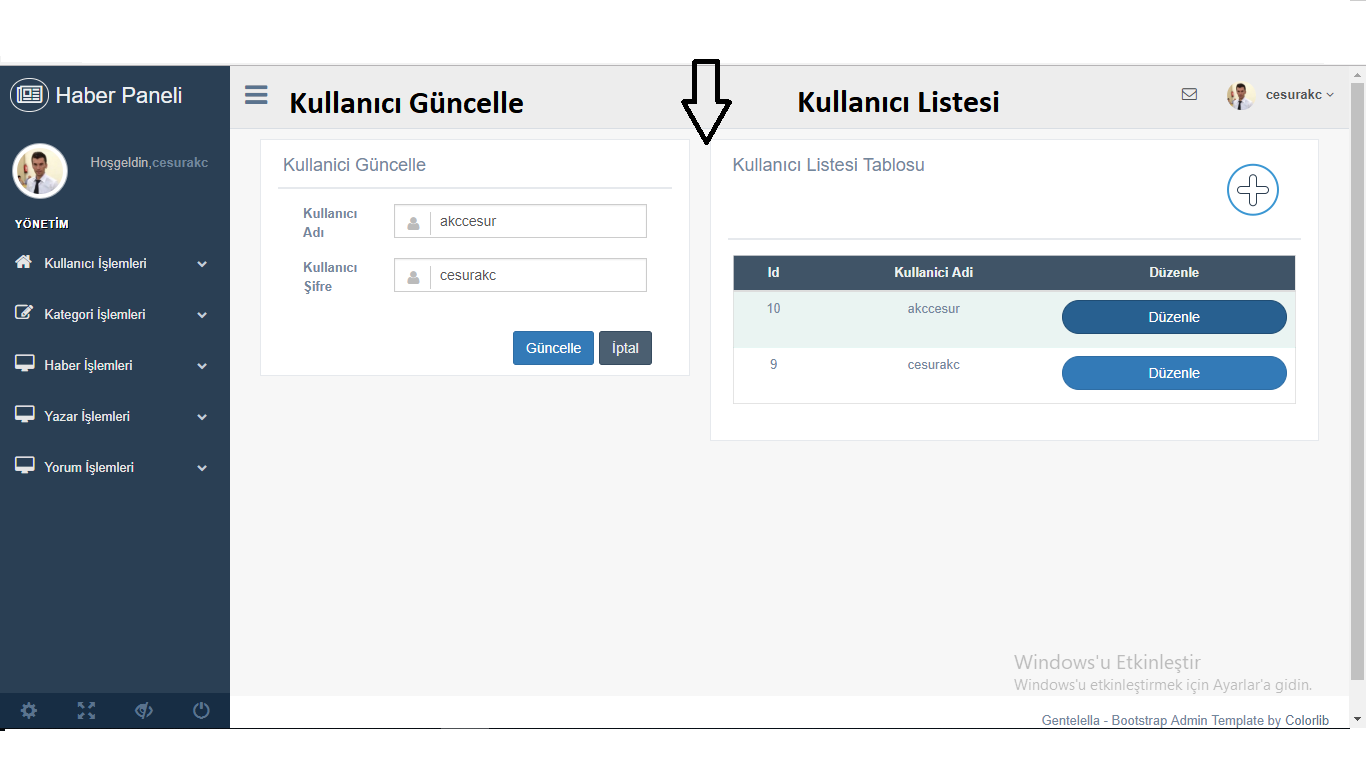 Haber Paneli
Hoşgeldin,cesurakc
YÖNETİM
Kullanıcı İşlemleri
Kategori İşlemleri
Haber İşlemleri
Yazar İşlemleri
Yorum İşlemleri
Kullanıcı Güncelle
Kullanıcı Listesi
cesurakc
Kullanici Güncelle
Kullanıcı
Adı
akccesur
Kullanıcı
Şifre
cesurakc
Güncelle İptal
Kullanıcı Listesi Tablosu
Id Kullanici Adi Düzenle
10 akccesur Düzenle
9 cesurakc Düzenle
Windows'u Etkinleştir
Windows'u etkinleştirmek için Ayarlar'a gidin.
Gentelella - Bootstrap Admin Template by Colorlib